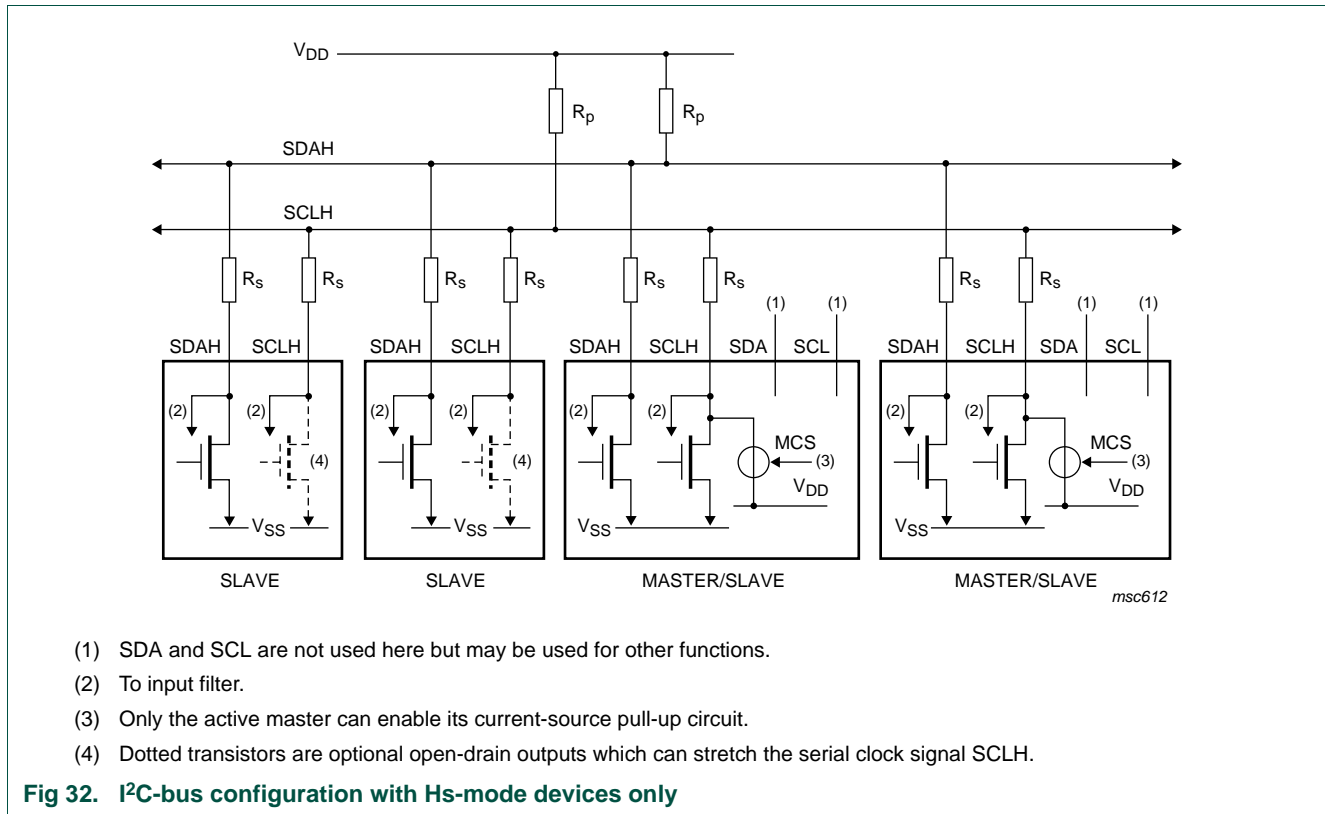 VDD
Rp Rp
SDAH
SCLH
Rs Rs Rs Rs Rs Rs Rs Rs
(1) (1) (1) (1)
SDAH SCLH SDAH SCLH SDAH SCLH SDA SCL SDAH SCLH SDA SCL
(2) (2) (2) (2) (2) (2) (2) (2)
MCS MCS
(4) (4) (3) (3)
VDD VDD
VSS VSS VSS VSS
SLAVE SLAVE MASTER/SLAVE MASTER/SLAVE
msc612
(1) SDA and SCL are not used here but may be used for other functions.
(2) To input filter.
(3) Only the active master can enable its current-source pull-up circuit.
(4) Dotted transistors are optional open-drain outputs which can stretch the serial clock signal SCLH.
Fig 32. I²C-bus configuration with Hs-mode devices only